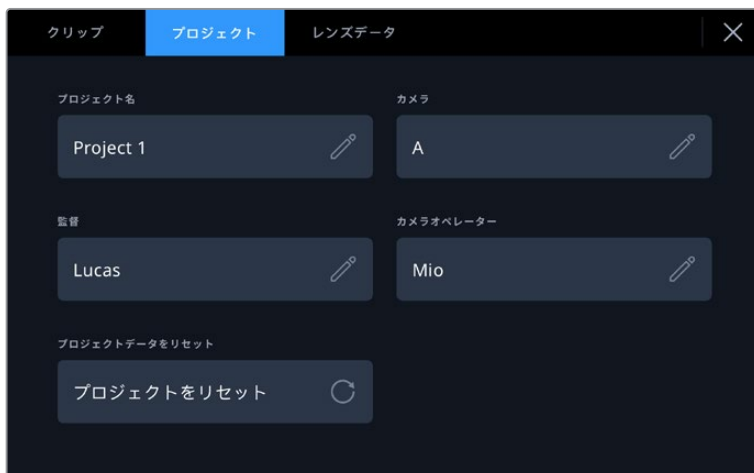 クリップ プロジェクト レンズデータ
プロジェクト名 カメラ
Project 1 A
監督 カメラオペレーター
Lucas Mio
プロジェクトデータをリセット
プロジェクトをリセット